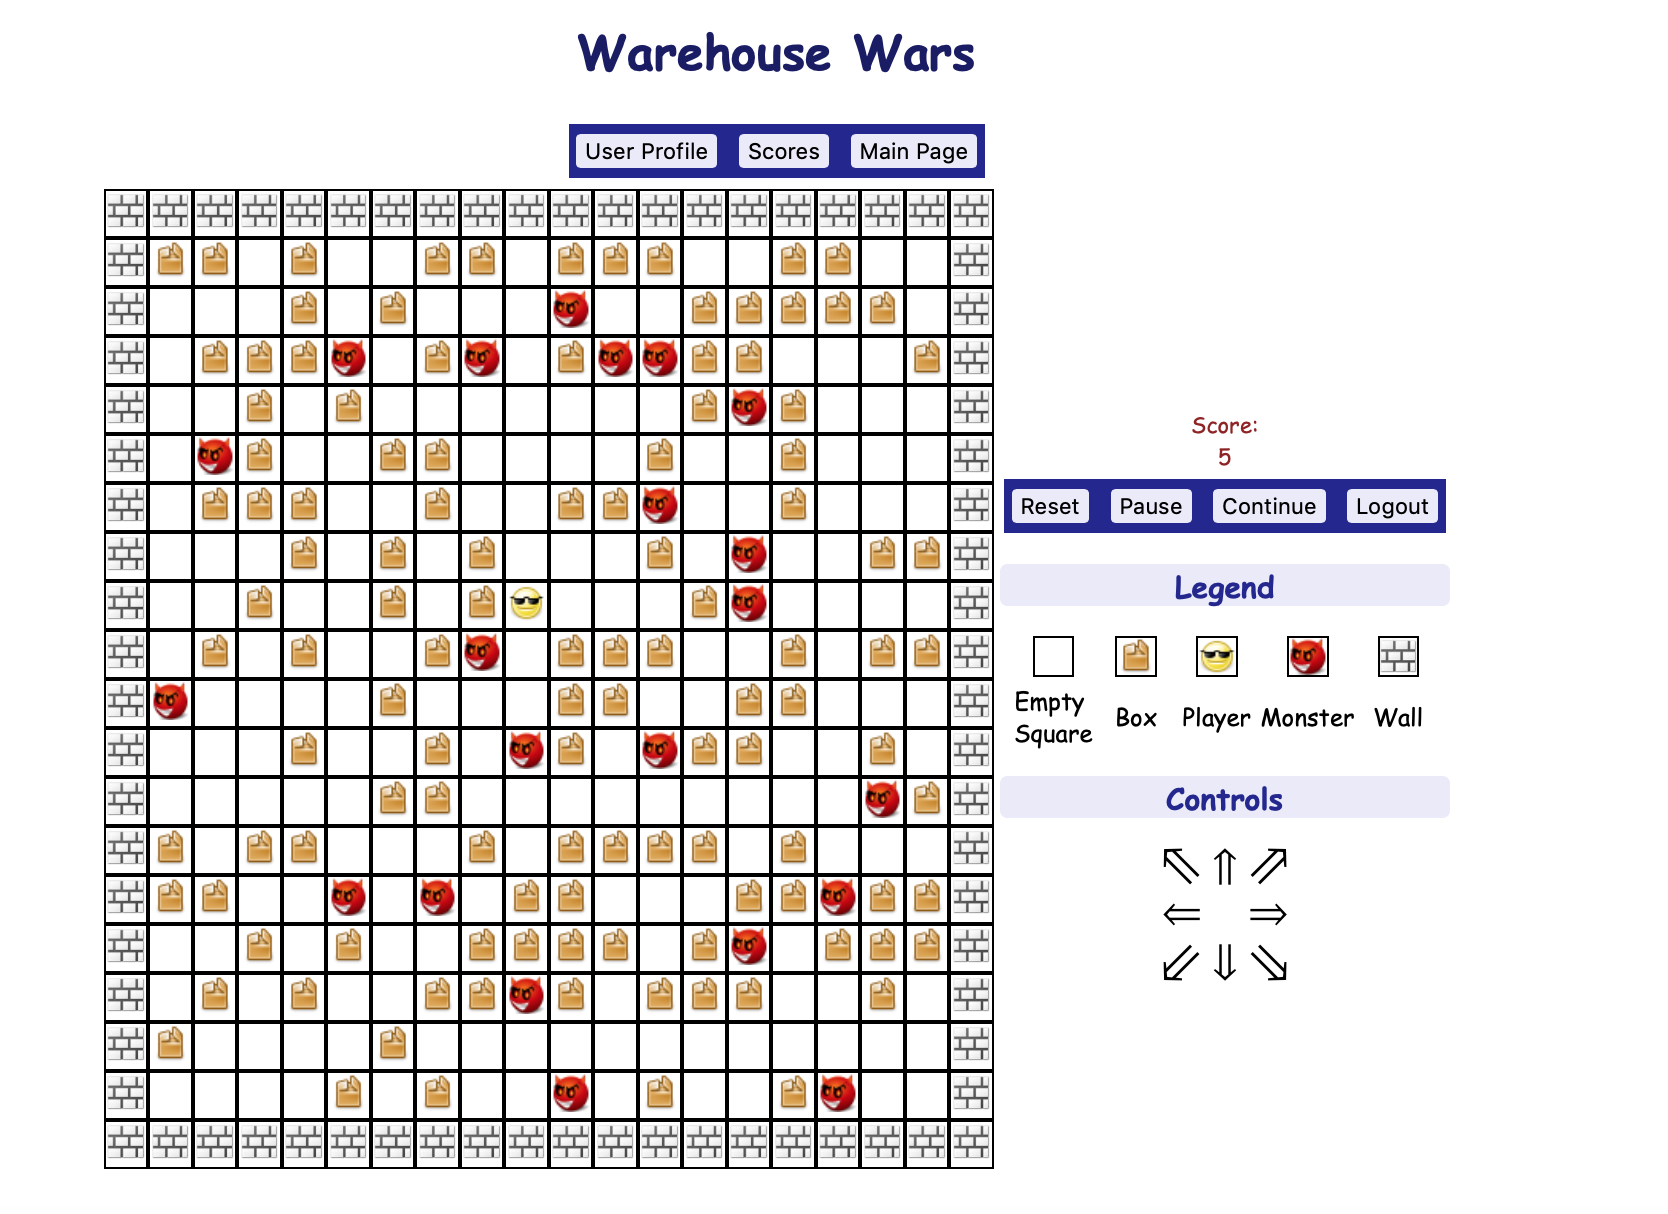 Warehouse Wars
User Profile Scores Main Page
Score:
5
Reset Pause Continue Logout
Legend
Empty
Square Box Player Monster Wall
Controls